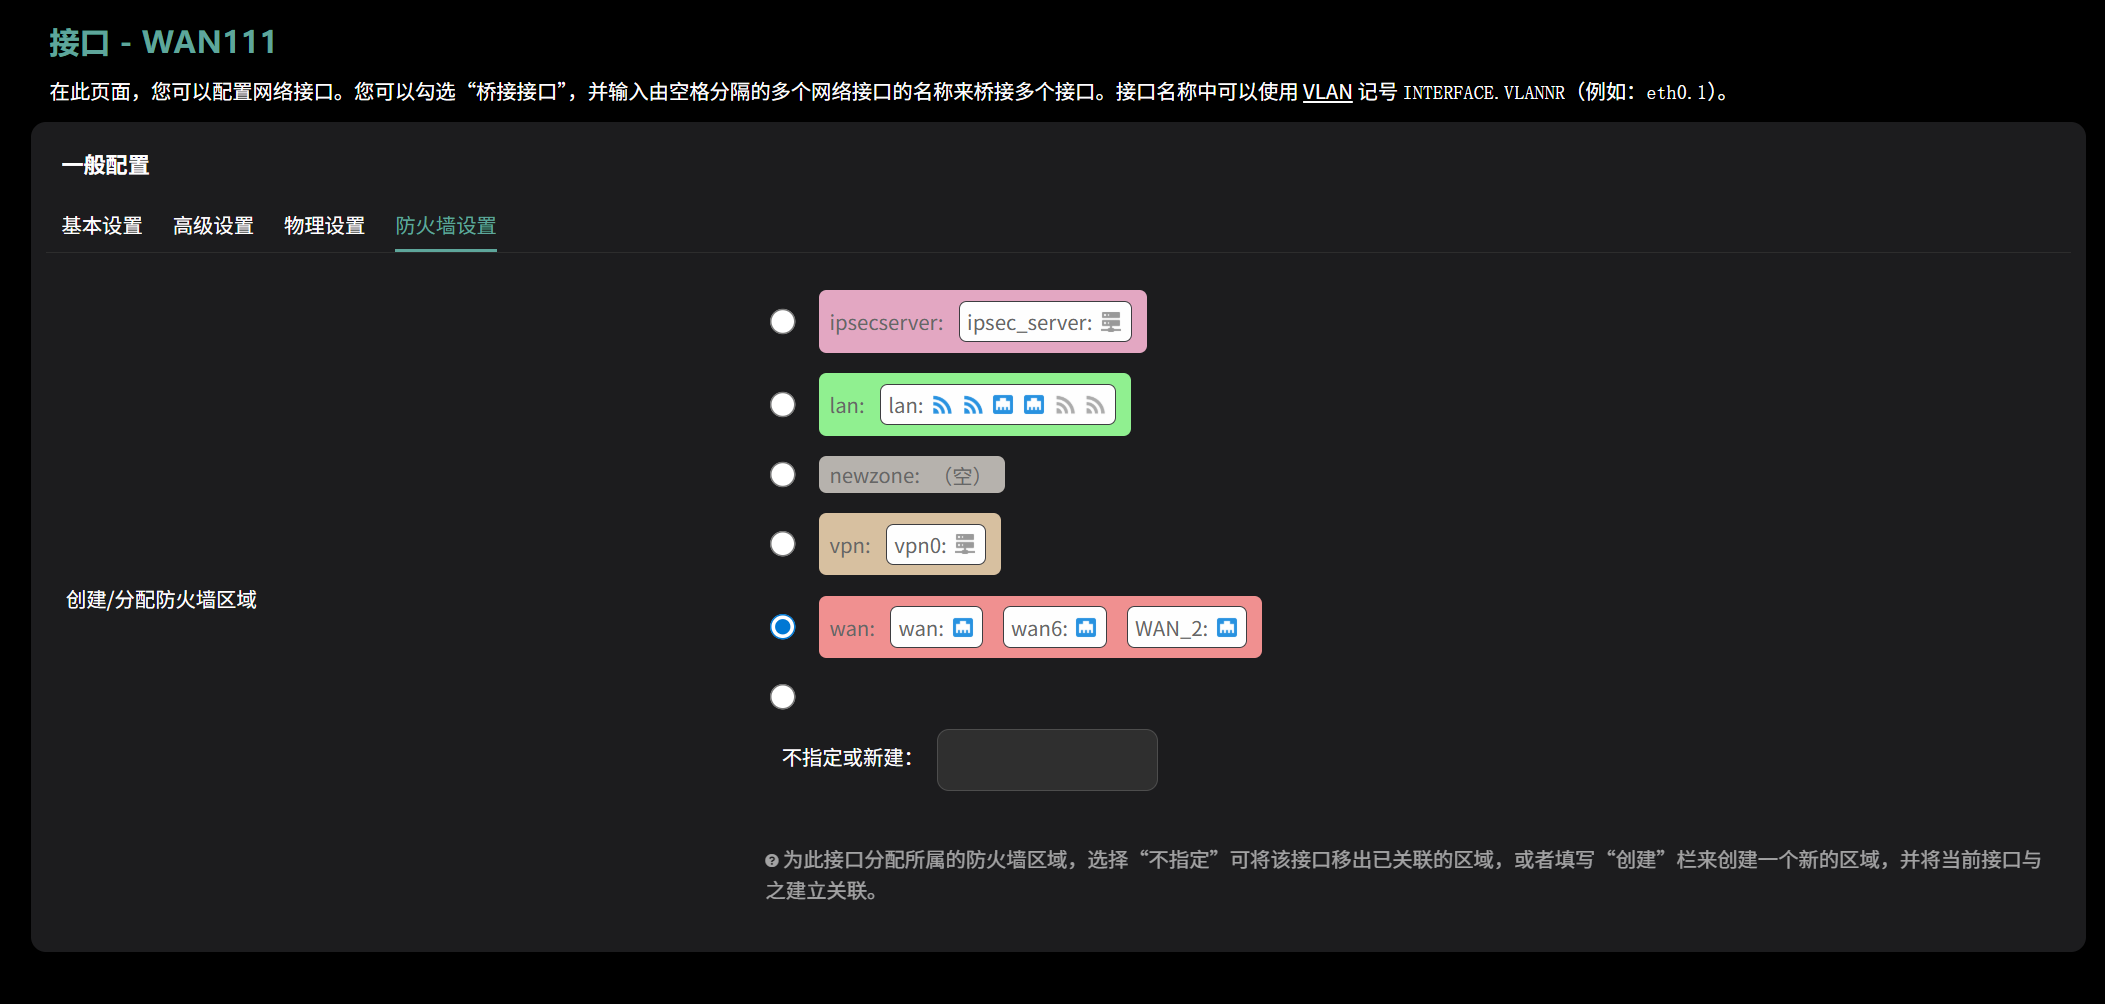 接口 - WAN111
在此页面，您可以配置网络接口。您可以勾选“桥接接口”，并输入由空格分隔的多个网络接口的名称来桥接多个接口。接口名称中可以使用 VLAN 记号 INTERFACE.VLANNR（例如：eth0.1）。
一般配置
基本设置 高级设置 物理设置 防火墙设置
ipsecserver: ipsec_server:
lan: lan:
newzone: （空）
vpn: vpn0:
创建/分配防火墙区域
wan: wan: wan6: WAN_2:
不指定或新建：
为此接口分配所属的防火墙区域，选择“不指定”可将该接口移出已关联的区域，或者填写“创建”栏来创建一个新的区域，并将当前接口与
之建立关联。